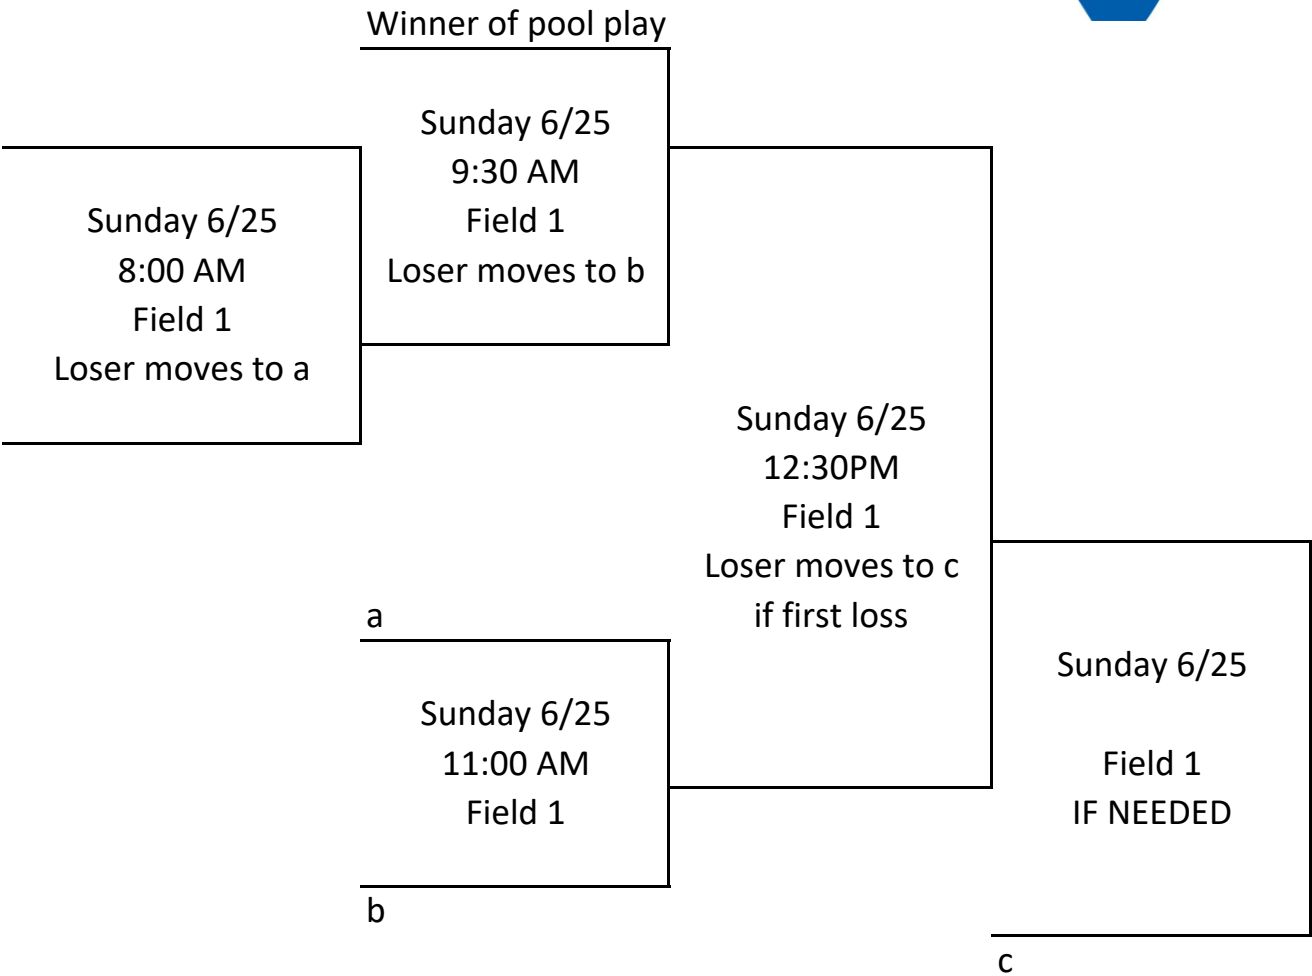 Winner of pool play
Sunday 6/25
9:30 AM
Field 1
Loser moves to b
Sunday 6/25
8:00 AM
Field 1
Loser moves to a
Sunday 6/25
12:30PM
Field 1
Loser moves to c
if first loss
a
Sunday 6/25
11:00 AM
Field 1
b
Sunday 6/25
Field 1
IF NEEDED
c